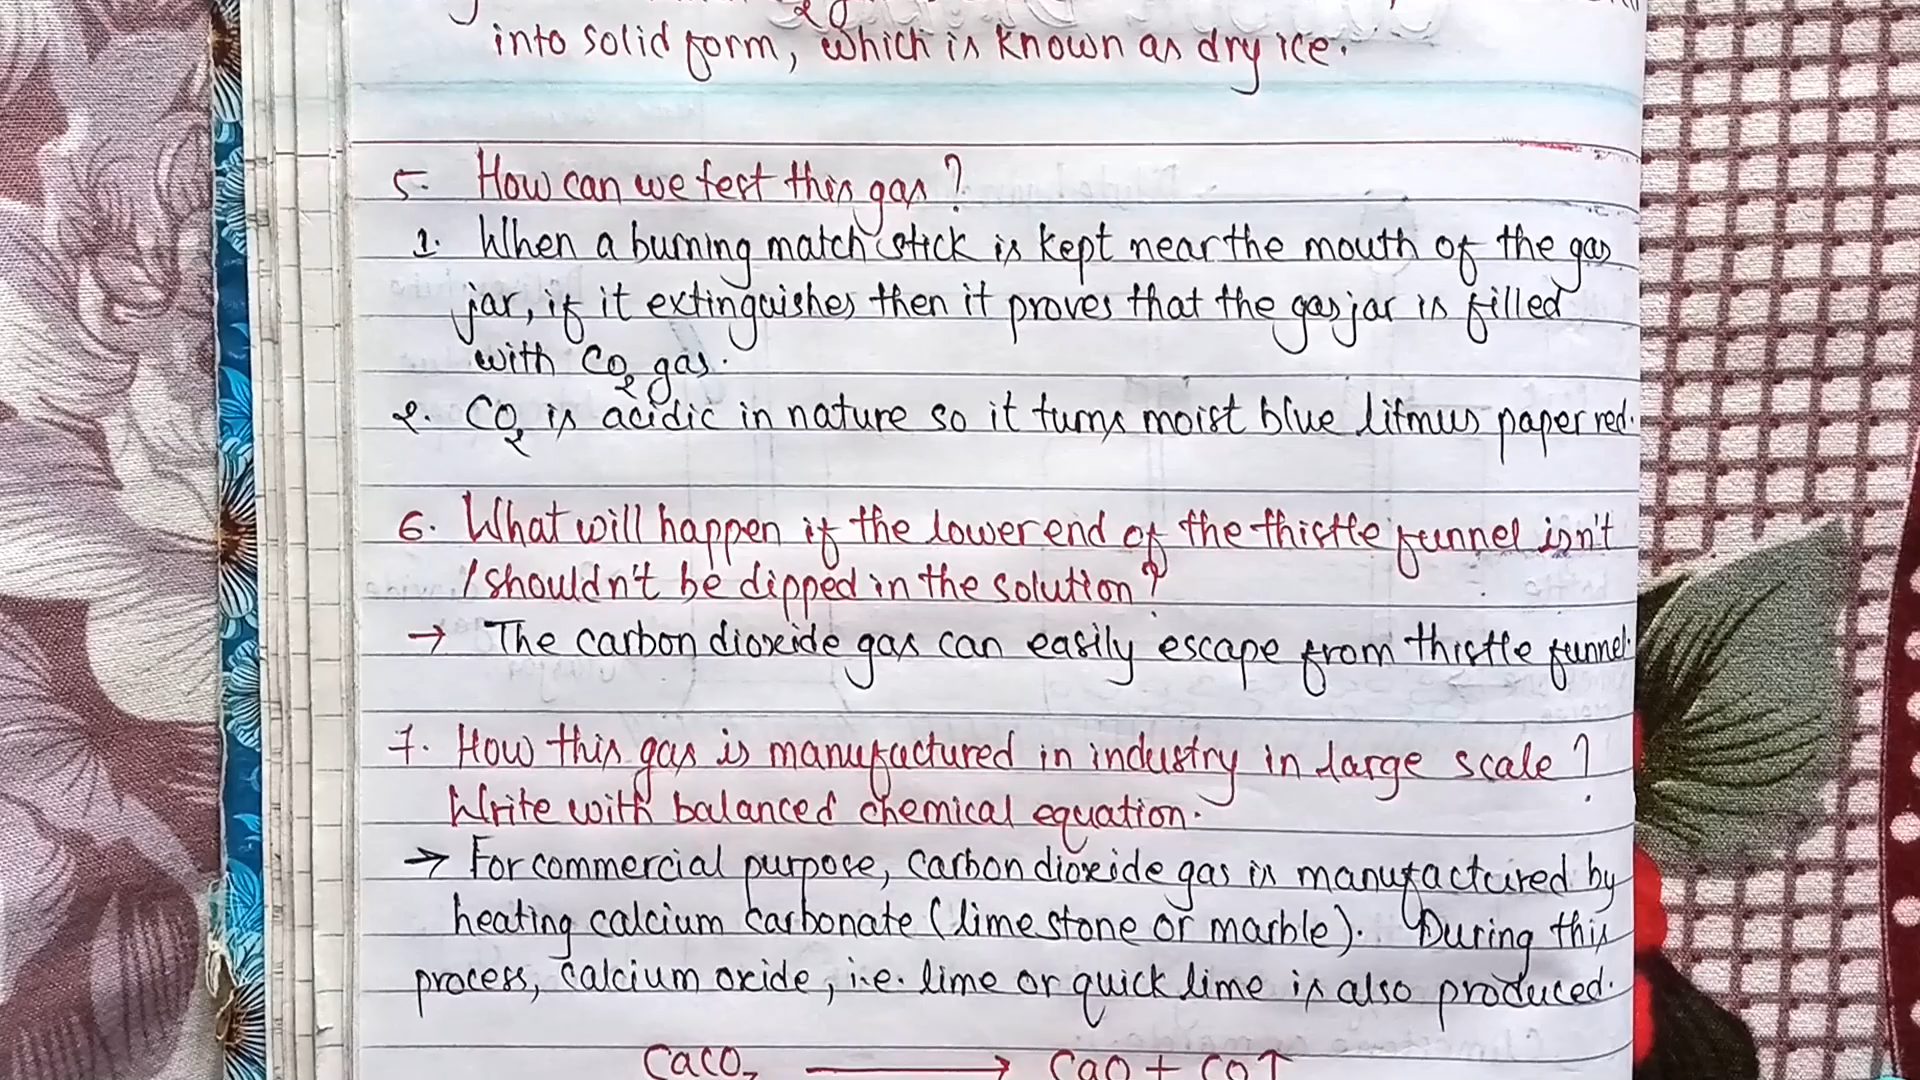 into solid form, which is known as dry ice.
5. How can we test this gas?
1. When a burning match stick is kept near the mouth of the gas
jar, if it extinguishes then it proves that the gas jar is filled
with CO2 gas.
2. CO2 is acidic in nature so it turns moist blue litmus paper red.
6. What will happen if the lower end of the thistle funnel isn't
/shouldn't be dipped in the solution?
→ The carbon dioxide gas can easily escape from thistle funnel.
7. How this gas is manufactured in industry in large scale?
Write with balanced chemical equation.
→ For commercial purpose, carbon dioxide gas is manufactured by
heating calcium carbonate (lime stone or marble). During this
process, calcium oxide, i.e. lime or quick lime is also produced.
CaCO3 → CaO + CO↑